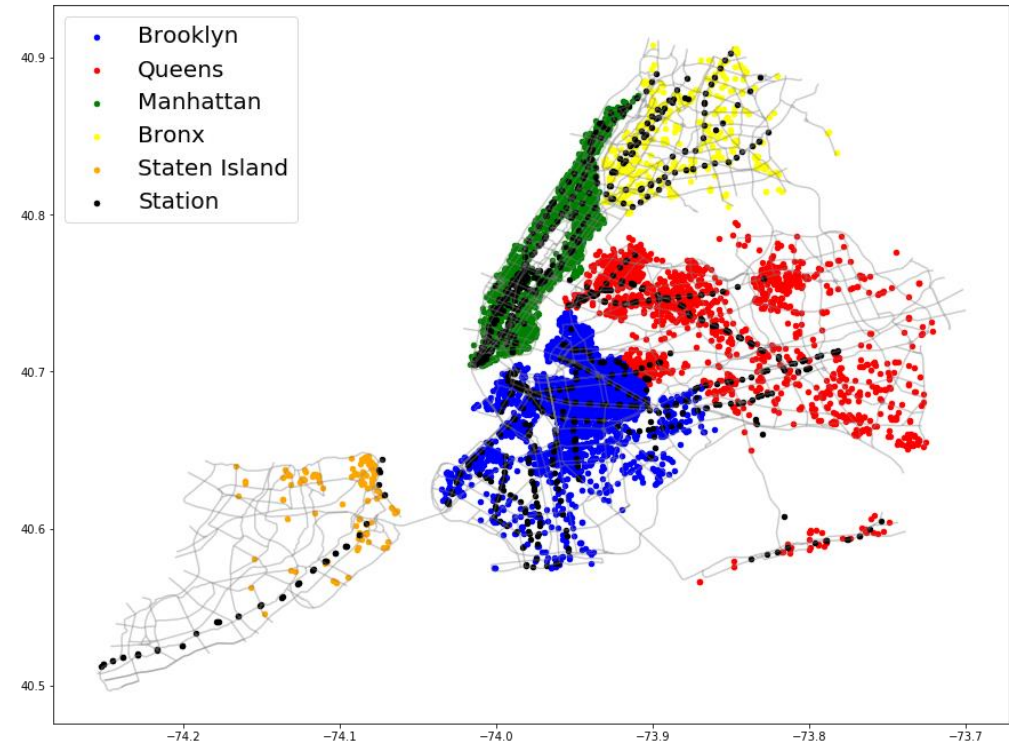 Brooklyn
Queens
Manhattan
Bronx
Staten Island
Station
40.9
40.8
40.7
40.6
40.5
−74.2 −74.1 −74.0 −73.9 −73.8 −73.7